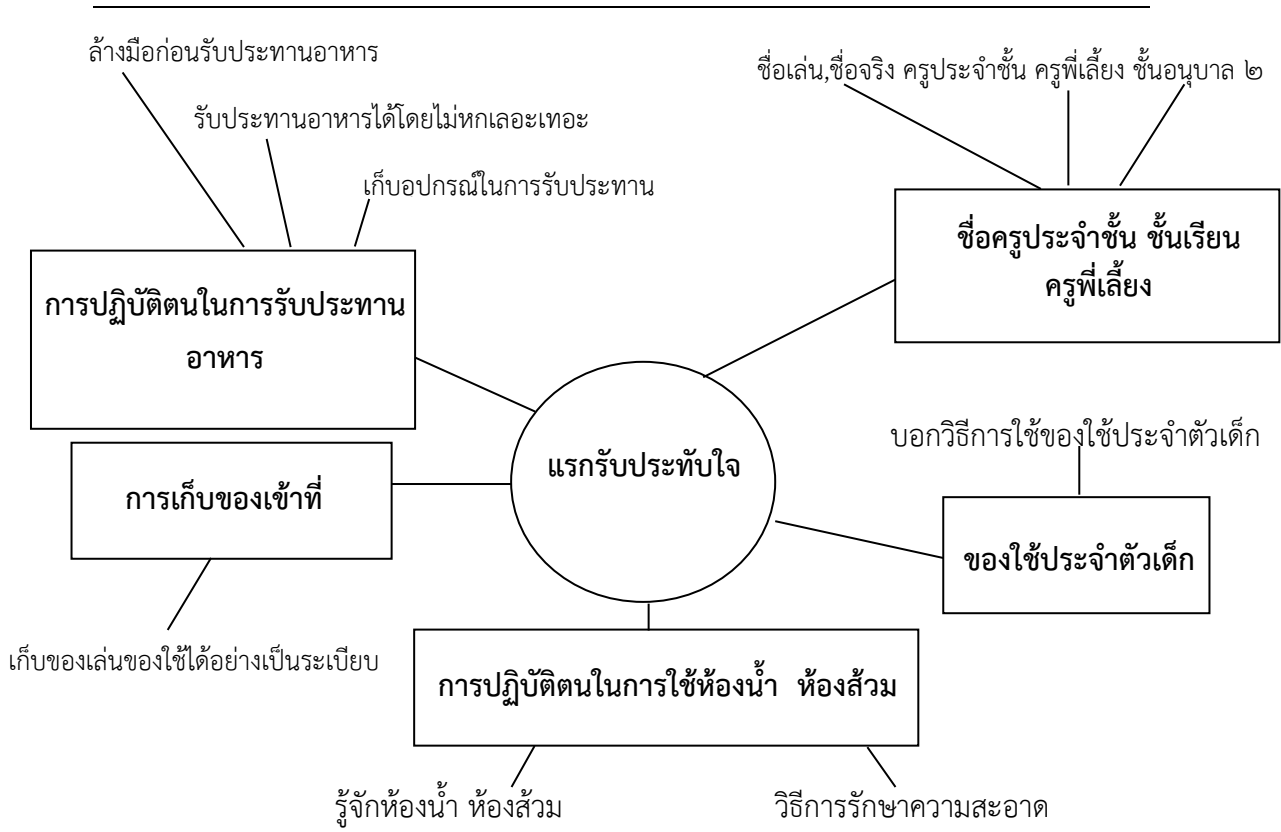 ล้างมือก่อนรับประทานอาหาร
ชื่อเล่น,ชื่อจริง ครูประจำชั้น ครูพี่เลี้ยง ชั้นอนุบาล ๒
รับประทานอาหารได้โดยไม่หกเลอะเทอะ
เก็บอปกรณ์ในการรับประทาน
ชื่อครูประจำชั้น ชั้นเรียน
ครูพี่เลี้ยง
การปฏิบัติตนในการรับประทาน
อาหาร
แรกรับประทับใจ
บอกวิธีการใช้ของใช้ประจำตัวเด็ก
การเก็บของเข้าที่
ของใช้ประจำตัวเด็ก
เก็บของเล่นของใช้ได้อย่างเป็นระเบียบ
การปฏิบัติตนในการใช้ห้องน้ำ ห้องส้วม
รู้จักห้องน้ำ ห้องส้วม
วิธีการรักษาความสะอาด